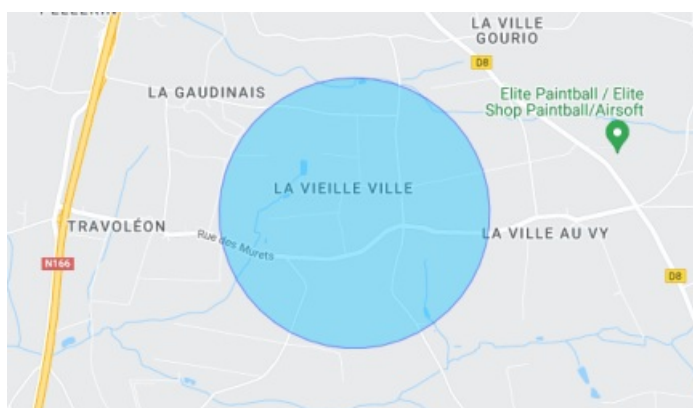 PELLERIN
LA VILLE
GOURIO
D8
Elite Paintball / Elite
Shop Paintball/Airsoft
LA GAUDINAIS
LA VIEILLE VILLE
TRAVOLÉON
Rue des Murets
LA VILLE AU VY
N166
D8